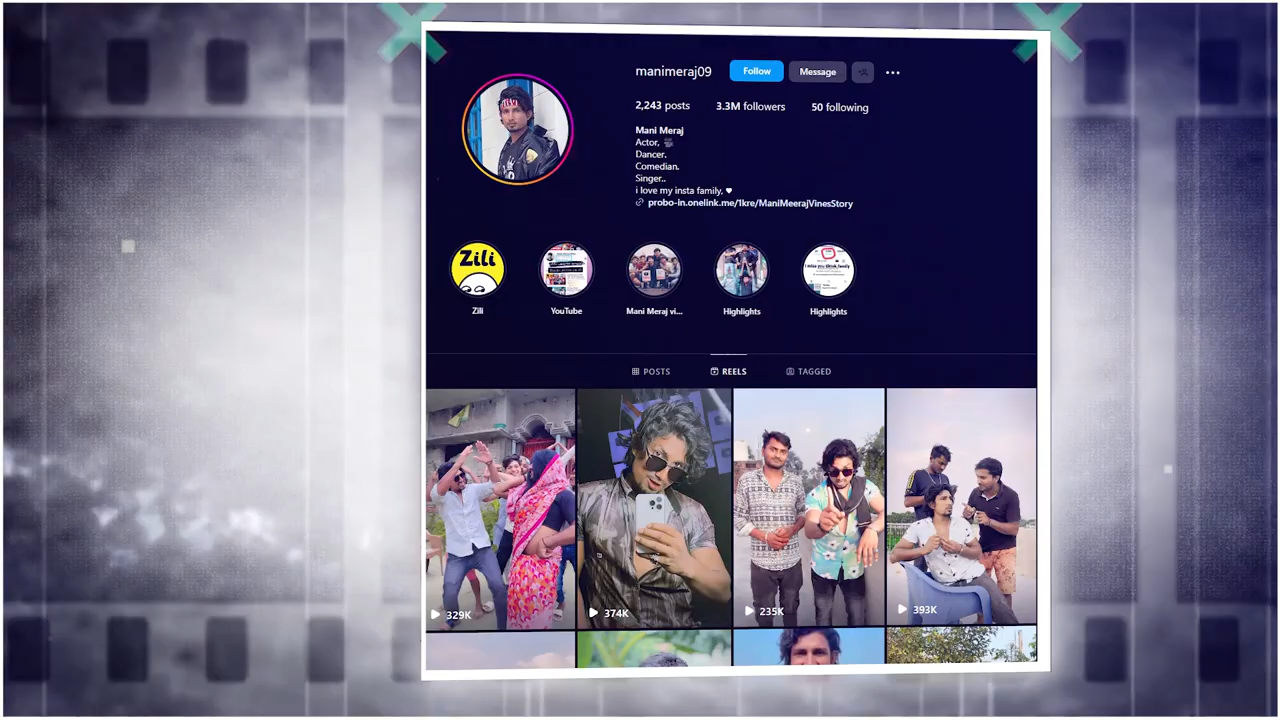 manimeraj09 Follow Message
2,243 posts 3.3M followers 50 following
Mani Meraj
Actor,
Dancer.
Comedian.
Singer..
i love my insta family,
probo-in.onelink.me/1kre/ManiMeerajVinesStory
Zili
Zili YouTube Mani Meraj vi... Highlights Highlights
POSTS REELS TAGGED
329K 374K 235K 393K